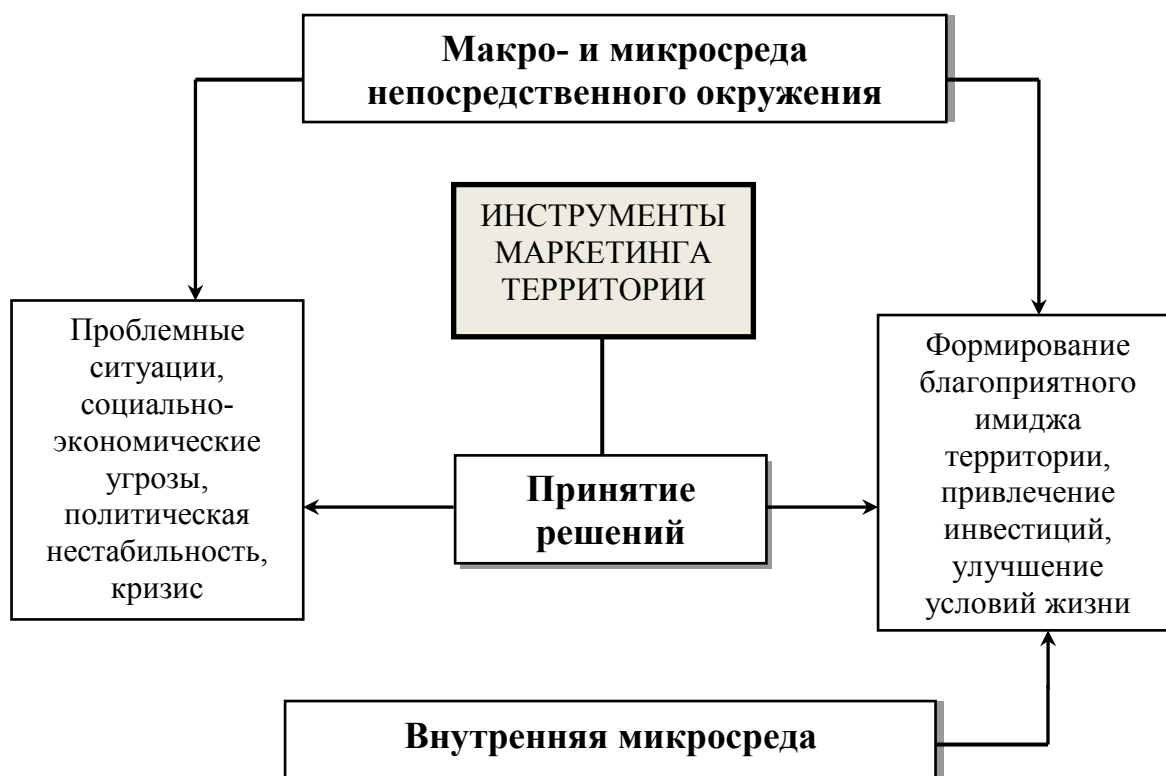 Макро- и микросреда
непосредственного окружения
ИНСТРУМЕНТЫ
МАРКЕТИНГА
ТЕРРИТОРИИ
Проблемные
ситуации,
социально-
экономические
угрозы,
политическая
нестабильность,
кризис
Принятие
решений
Формирование
благоприятного
имиджа
территории,
привлечение
инвестиций,
улучшение
условий жизни
Внутренняя микросреда